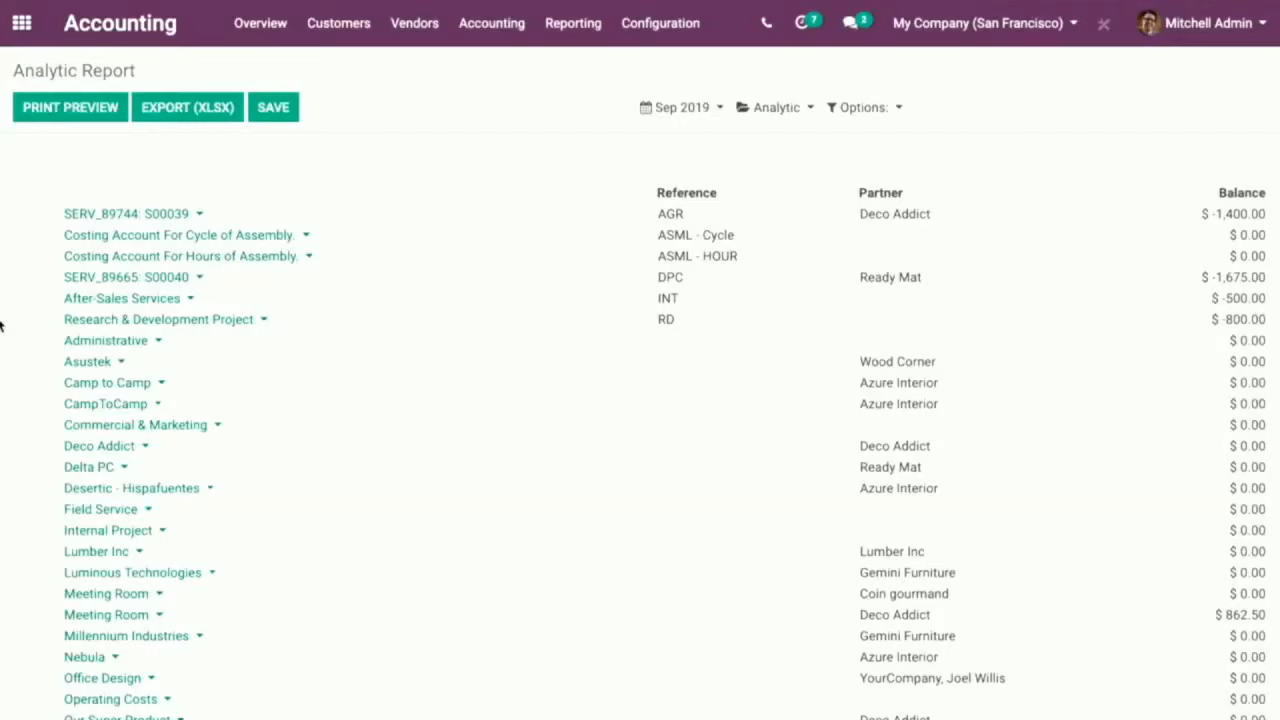 Accounting Overview Customers Vendors Accounting Reporting Configuration 7 2 My Company (San Francisco) Mitchell Admin
Analytic Report
PRINT PREVIEW EXPORT (XLSX) SAVE Sep 2019 Analytic Options:
Reference Partner Balance
SERV_89744: S00039 AGR Deco Addict $ -1,400.00
Costing Account For Cycle of Assembly. ASML - Cycle $ 0.00
Costing Account For Hours of Assembly. ASML - HOUR $ 0.00
SERV_89665: S00040 DPC Ready Mat $ -1,675.00
After-Sales Services INT $ -500.00
Research & Development Project RD $ -800.00
Administrative $ 0.00
Asustek Wood Corner $ 0.00
Camp to Camp Azure Interior $ 0.00
CampToCamp Azure Interior $ 0.00
Commercial & Marketing $ 0.00
Deco Addict Deco Addict $ 0.00
Delta PC Ready Mat $ 0.00
Desertic - Hispafuentes Azure Interior $ 0.00
Field Service $ 0.00
Internal Project $ 0.00
Lumber Inc Lumber Inc $ 0.00
Luminous Technologies Gemini Furniture $ 0.00
Meeting Room Coin gourmand $ 0.00
Meeting Room Deco Addict $ 862.50
Millennium Industries Gemini Furniture $ 0.00
Nebula Azure Interior $ 0.00
Office Design YourCompany, Joel Willis $ 0.00
Operating Costs $ 0.00
Our Super Product Deco Addict $ 0.00